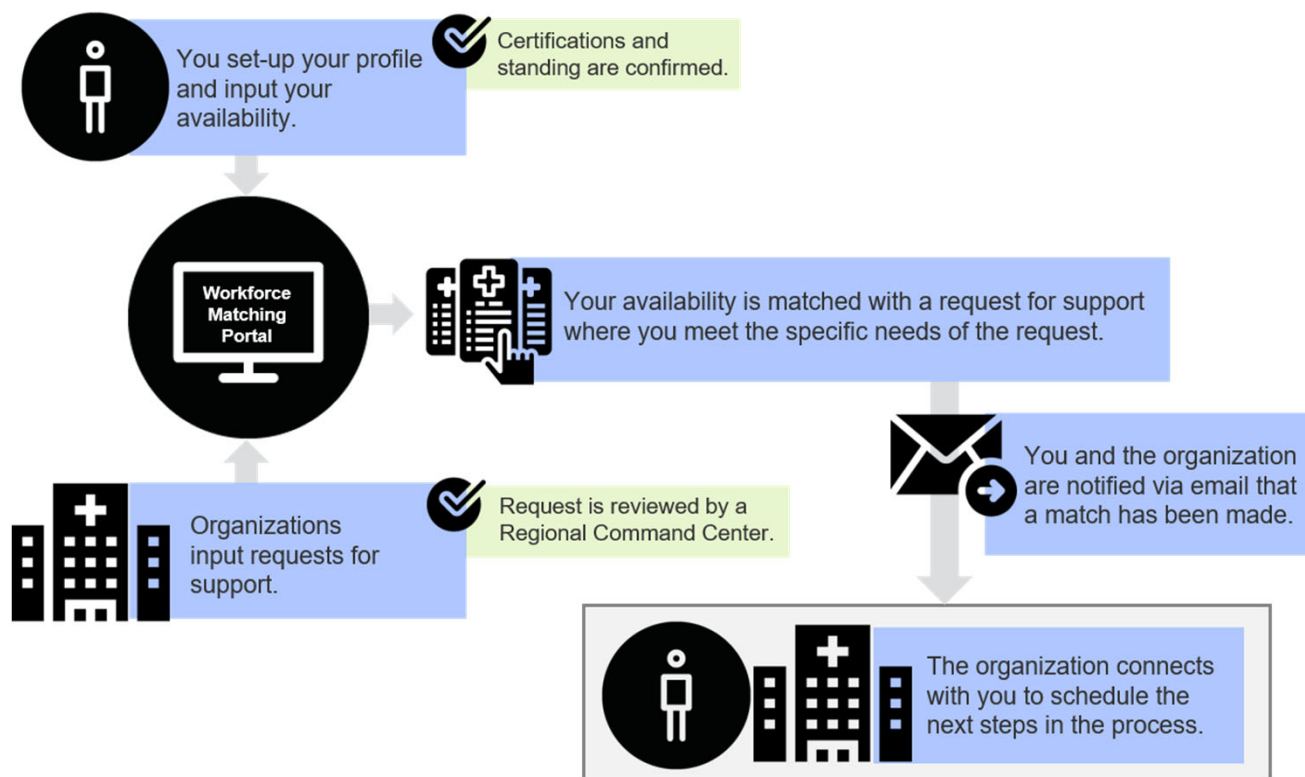 You set-up your profile
and input your
availability.
Certifications and
standing are confirmed.
Workforce
Matching
Portal
Your availability is matched with a request for support
where you meet the specific needs of the request.
Organizations
input requests for
support.
Request is reviewed by a
Regional Command Center.
You and the organization
are notified via email that
a match has been made.
The organization connects
with you to schedule the
next steps in the process.